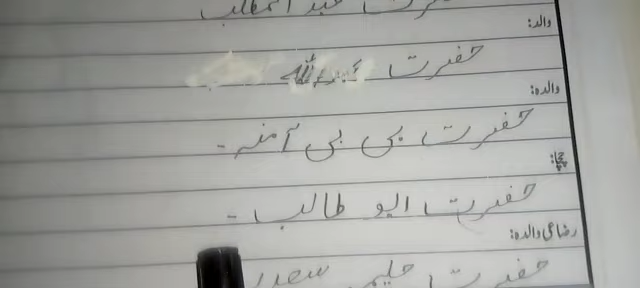 حضرت عبد المطلب
والد:
حضرت عبداللہ
والدہ:
حضرت بی بی آمنہ۔
چچا:
حضرت ابو طالب۔
رضاعی والدہ:
حضرت حلیمہ سعدیہ